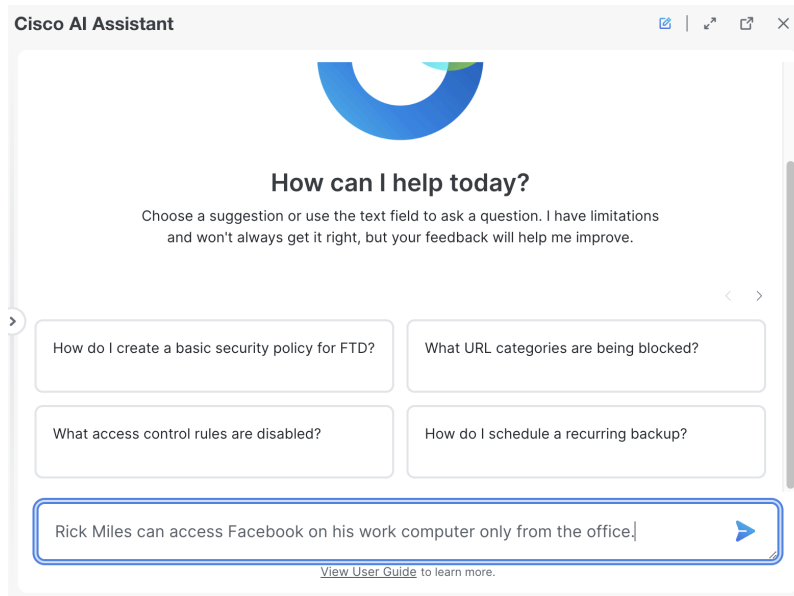 Cisco AI Assistant
How can I help today?
Choose a suggestion or use the text field to ask a question. I have limitations
and won't always get it right, but your feedback will help me improve.
How do I create a basic security policy for FTD?
What URL categories are being blocked?
What access control rules are disabled?
How do I schedule a recurring backup?
Rick Miles can access Facebook on his work computer only from the office.
View User Guide to learn more.